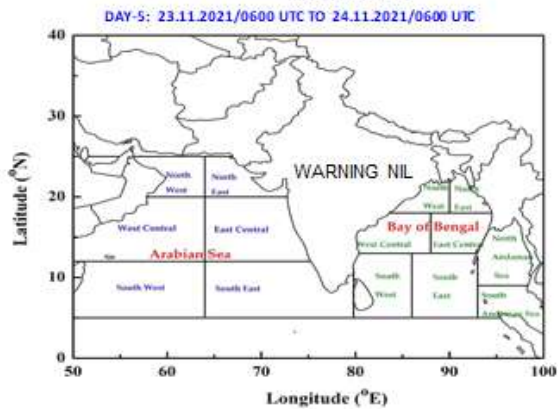 DAY-5: 23.11.2021/0600 UTC TO 24.11.2021/0600 UTC
40
30
20
10
0
Latitude (°N)
WARNING NIL
North
West
North
East
West Central
East Central
Arabian Sea
South West
South East
North
West
North
East
Bay of Bengal
West Central
East Central
South
West
South
East
North
Andaman
Sea
South
Andaman Sea
50 60 70 80 90 100
Longitude (°E)